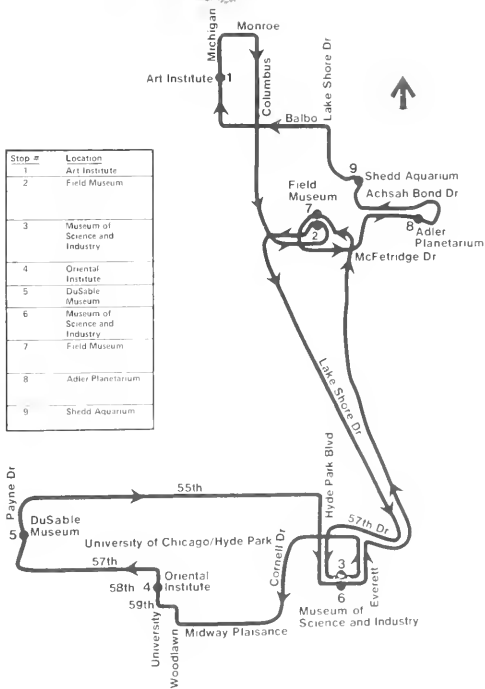 Michigan
Monroe
Columbus
Lake Shore Dr
Art Institute 1
Balbo
9 Shedd Aquarium
Achsah Bond Dr
Field
Museum
7
2
8 Adler
Planetarium
McFetridge Dr
Stop # Location
1 Art Institute
2 Field Museum
3 Museum of
Science and
Industry
4 Oriental
Institute
5 DuSable
Museum
6 Museum of
Science and
Industry
7 Field Museum
8 Adler Planetarium
9 Shedd Aquarium
Lake Shore Dr
Hyde Park Blvd
Payne Dr
55th
57th Dr
5 DuSable
Museum
University of Chicago/Hyde Park
Cornell Dr
57th
58th 4 Oriental
Institute
59th
3
6
Everett
Museum of
Science and Industry
University
Woodlawn
Midway Plaisance